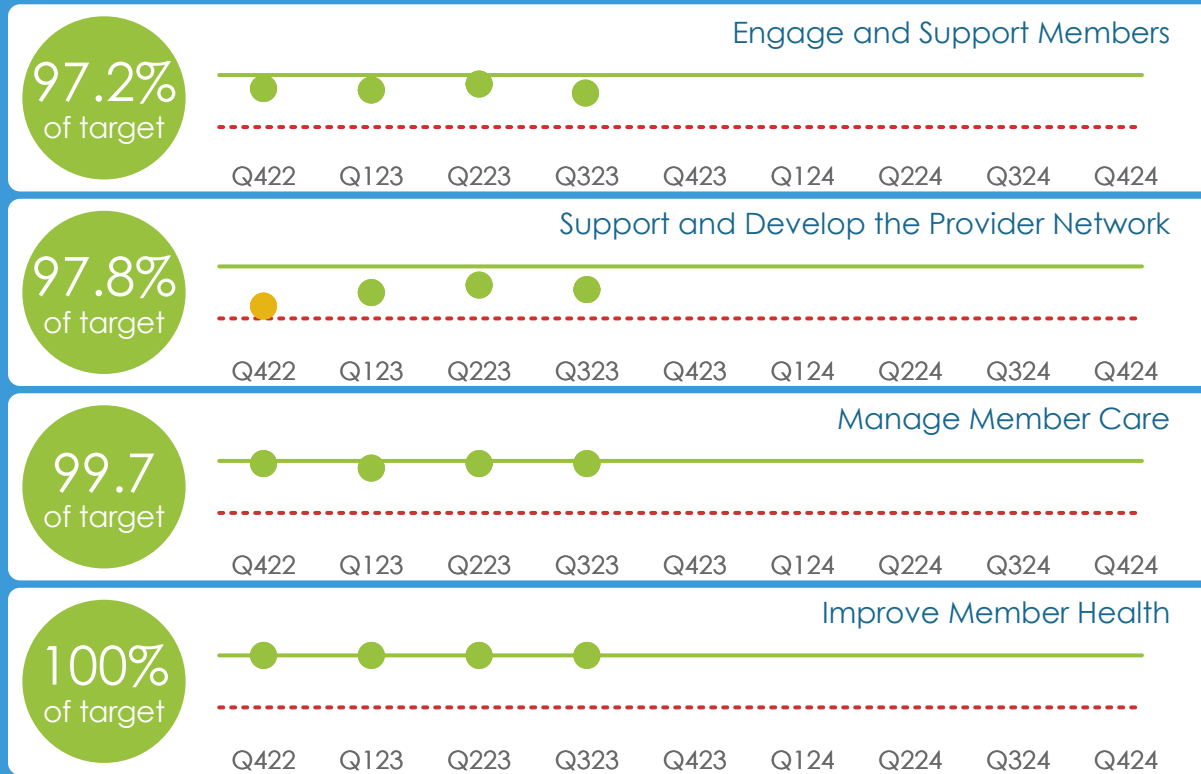 Engage and Support Members
97.2%
of target
Q422 Q123 Q223 Q323 Q423 Q124 Q224 Q324 Q424
Support and Develop the Provider Network
97.8%
of target
Q422 Q123 Q223 Q323 Q423 Q124 Q224 Q324 Q424
Manage Member Care
99.7
of target
Q422 Q123 Q223 Q323 Q423 Q124 Q224 Q324 Q424
Improve Member Health
100%
of target
Q422 Q123 Q223 Q323 Q423 Q124 Q224 Q324 Q424